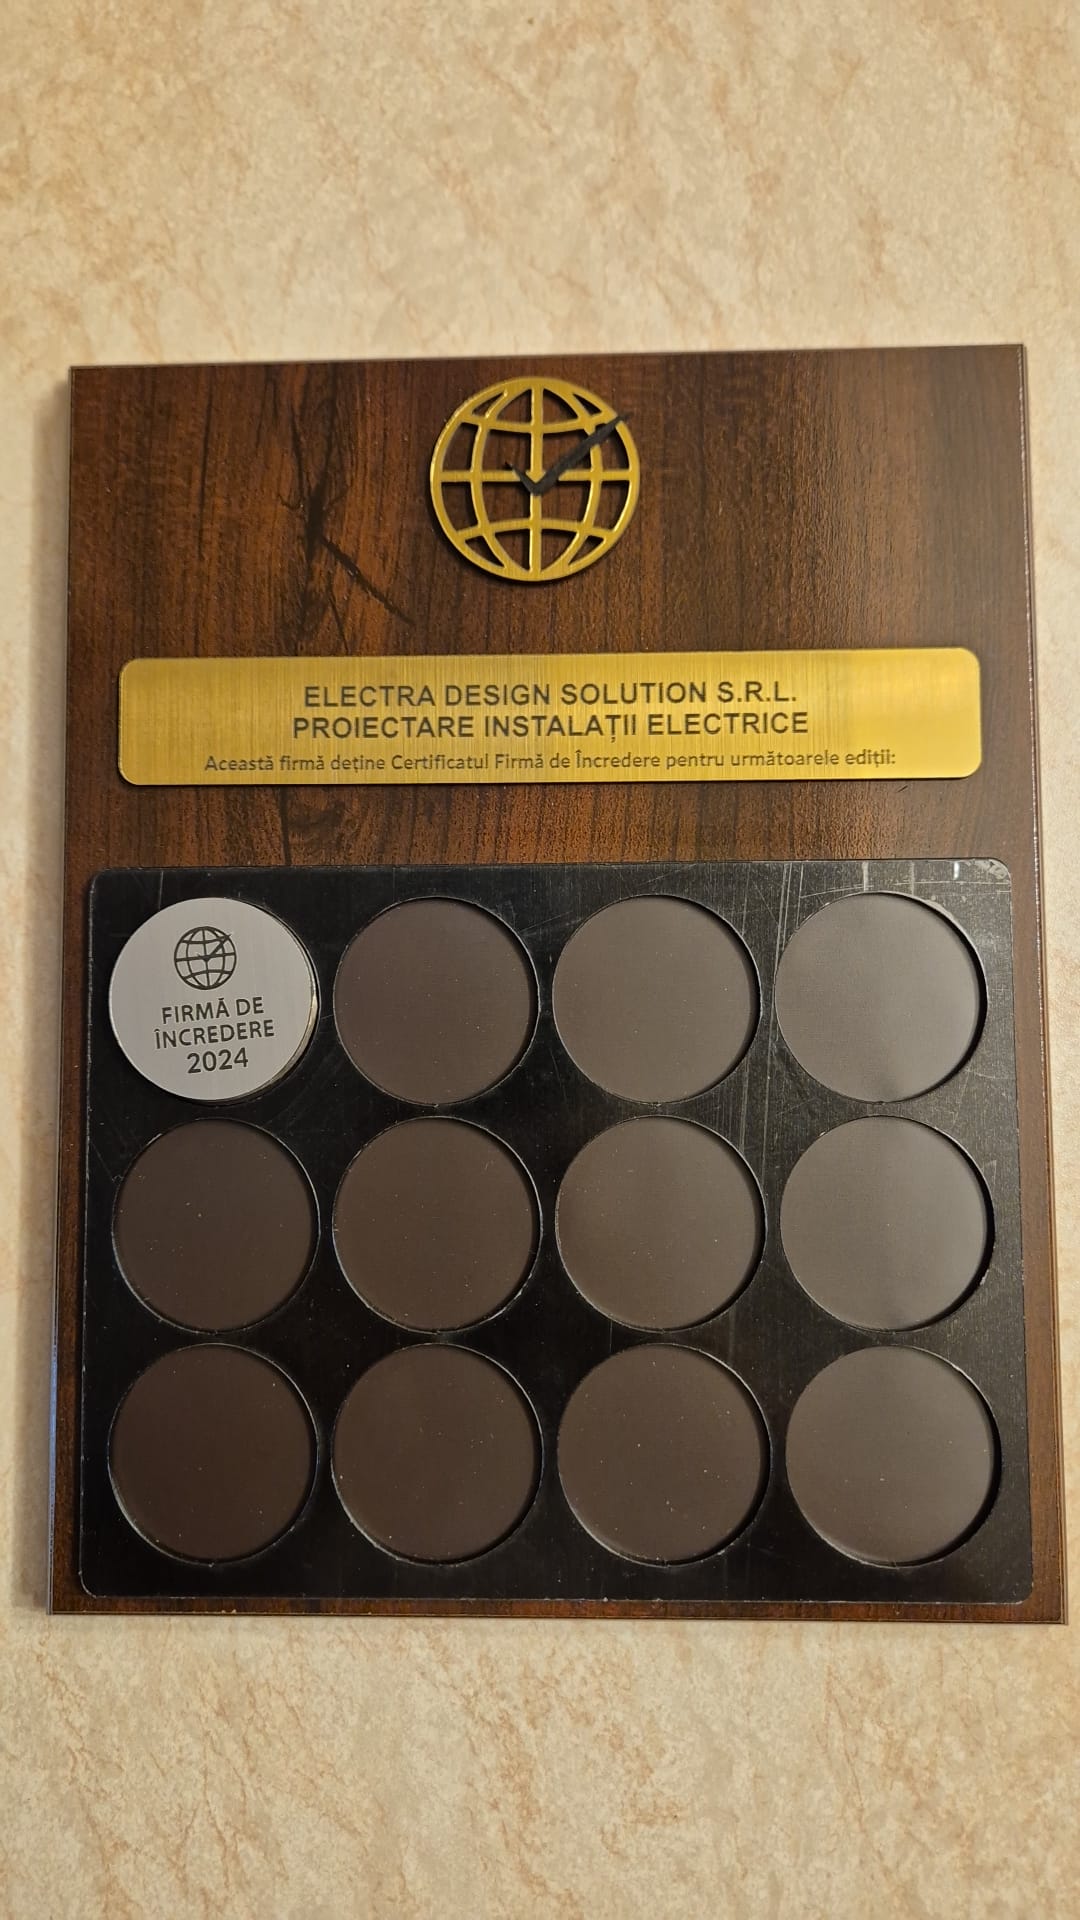 ELECTRA DESIGN SOLUTION S.R.L.
PROIECTARE INSTALAȚII ELECTRICE
Această firmă deține Certificatul Firmă de Încredere pentru următoarele ediții:
FIRMĂ DE
ÎNCREDERE
2024